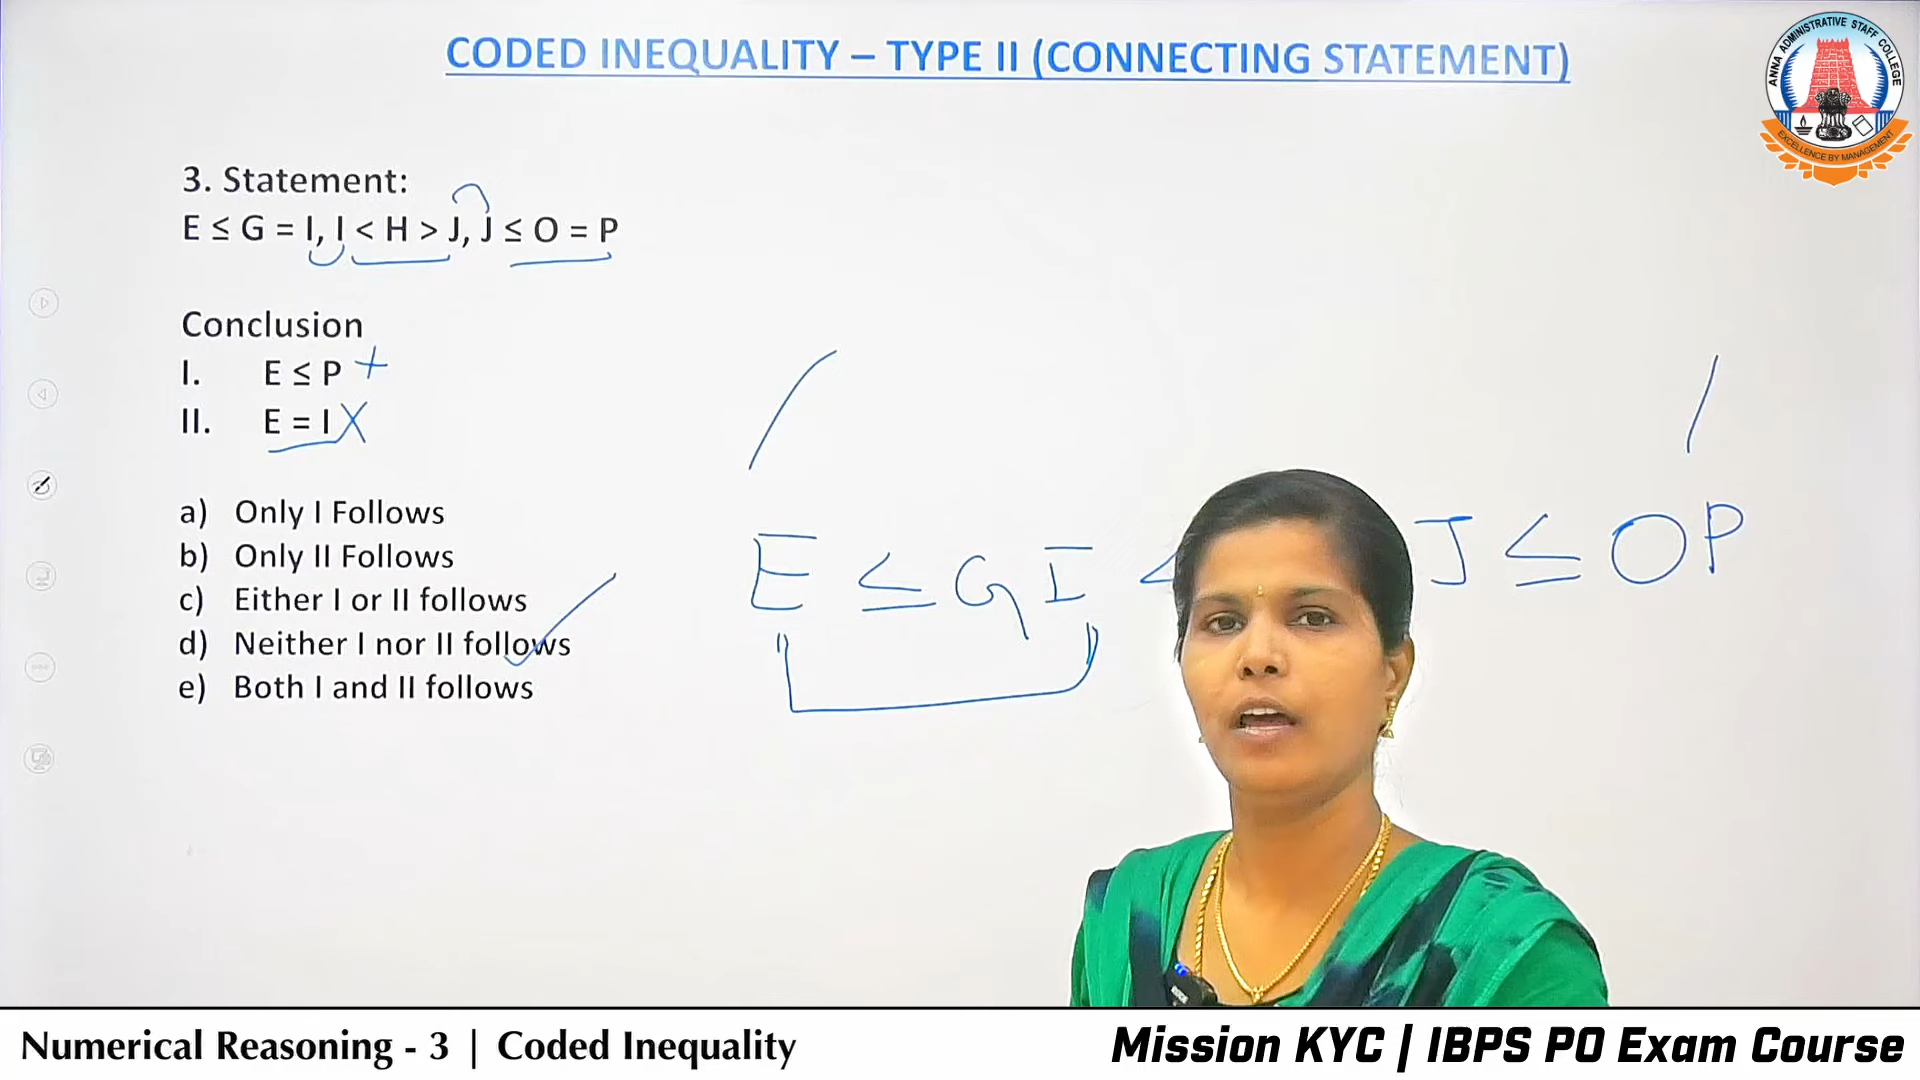 CODED INEQUALITY – TYPE II (CONNECTING STATEMENT)
ANNA ADMINISTRATIVE STAFF COLLEGE
EXCELLENCE BY MANAGEMENT
3. Statement:
E ≤ G = I, I < H > J, J ≤ O = P
Conclusion
I. E ≤ P +
II. E = I X
a) Only I Follows
b) Only II Follows
c) Either I or II follows
d) Neither I nor II follows
e) Both I and II follows
E ≤ G I < J ≤ O P
Numerical Reasoning - 3 | Coded Inequality
Mission KYC | IBPS PO Exam Course